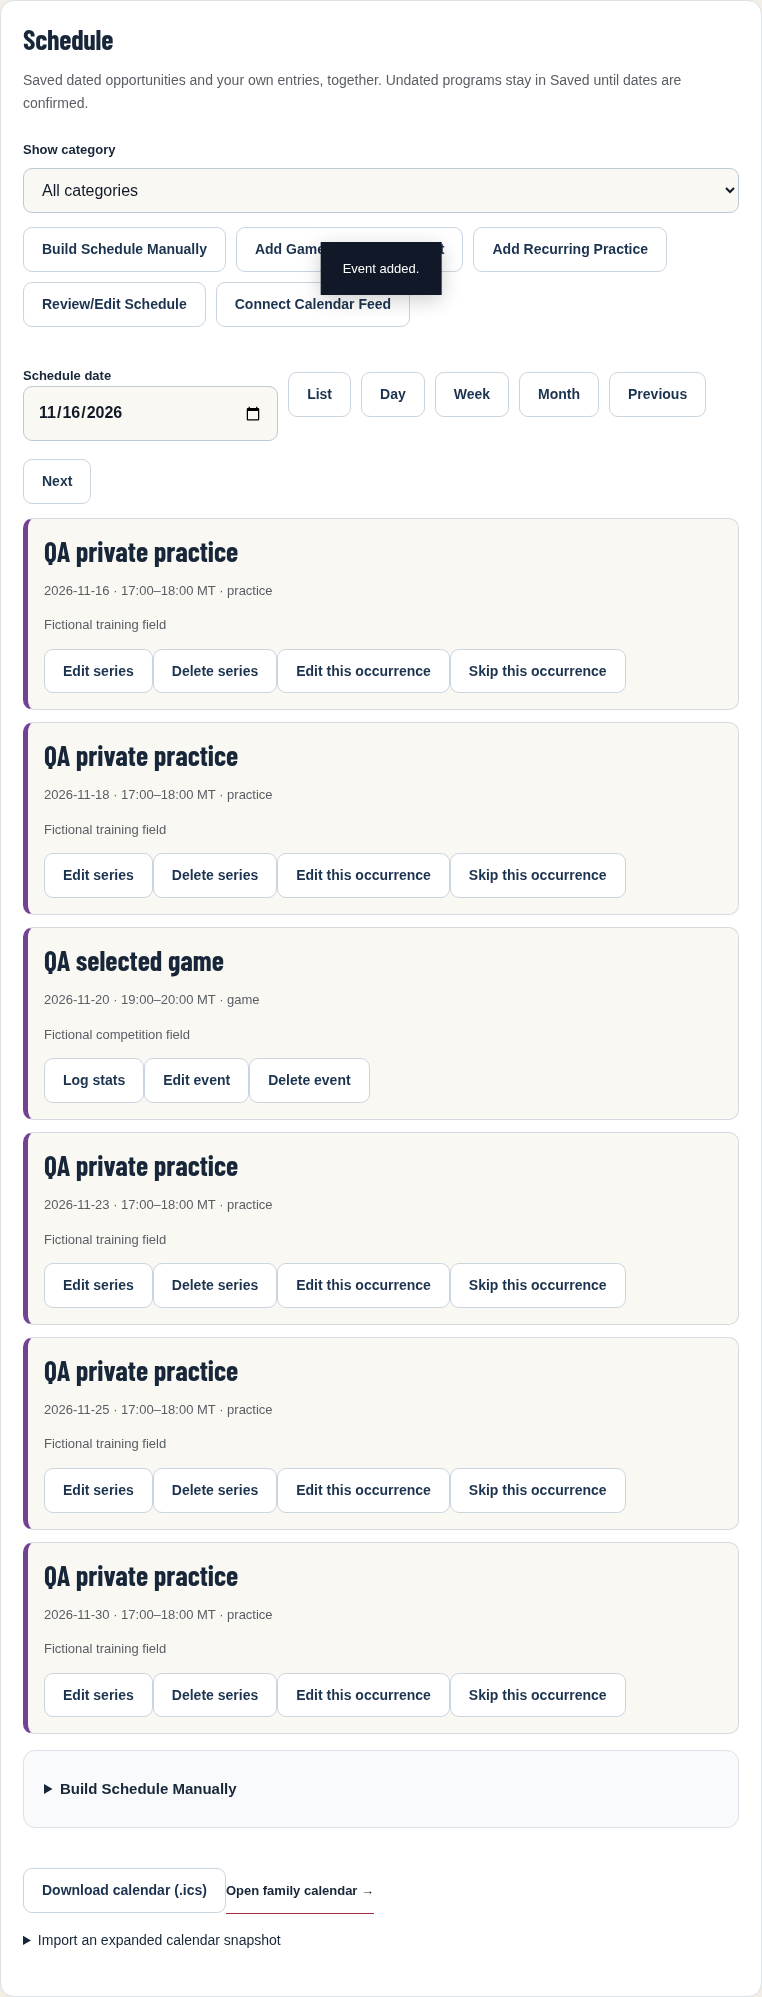 Schedule
Saved dated opportunities and your own entries, together. Undated programs stay in Saved until dates are
confirmed.
Show category
All categories
Build Schedule Manually
Add Game
Add Recurring Practice
Event added.
Review/Edit Schedule
Connect Calendar Feed
Schedule date
11/16/2026
List
Day
Week
Month
Previous
Next
QA private practice
2026-11-16 · 17:00–18:00 MT · practice
Fictional training field
Edit series
Delete series
Edit this occurrence
Skip this occurrence
QA private practice
2026-11-18 · 17:00–18:00 MT · practice
Fictional training field
Edit series
Delete series
Edit this occurrence
Skip this occurrence
QA selected game
2026-11-20 · 19:00–20:00 MT · game
Fictional competition field
Log stats
Edit event
Delete event
QA private practice
2026-11-23 · 17:00–18:00 MT · practice
Fictional training field
Edit series
Delete series
Edit this occurrence
Skip this occurrence
QA private practice
2026-11-25 · 17:00–18:00 MT · practice
Fictional training field
Edit series
Delete series
Edit this occurrence
Skip this occurrence
QA private practice
2026-11-30 · 17:00–18:00 MT · practice
Fictional training field
Edit series
Delete series
Edit this occurrence
Skip this occurrence
Build Schedule Manually
Download calendar (.ics)
Open family calendar →
Import an expanded calendar snapshot